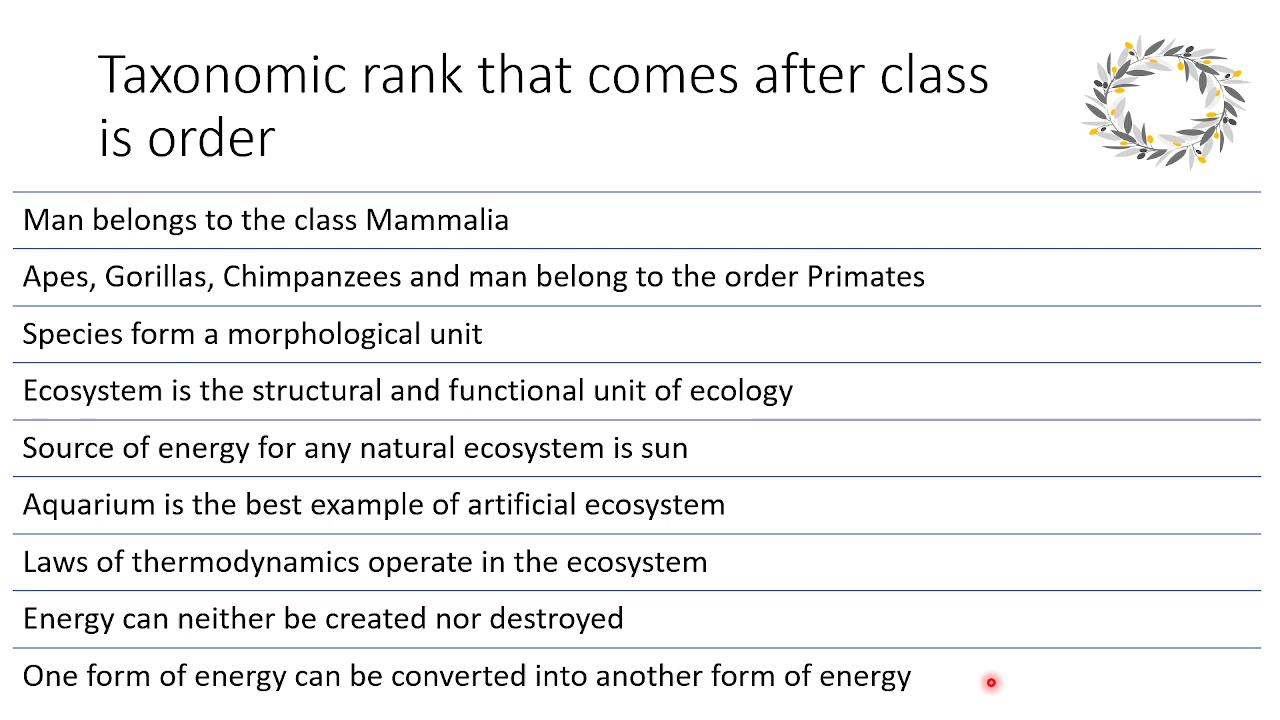 Taxonomic rank that comes after class
is order
Man belongs to the class Mammalia
Apes, Gorillas, Chimpanzees and man belong to the order Primates
Species form a morphological unit
Ecosystem is the structural and functional unit of ecology
Source of energy for any natural ecosystem is sun
Aquarium is the best example of artificial ecosystem
Laws of thermodynamics operate in the ecosystem
Energy can neither be created nor destroyed
One form of energy can be converted into another form of energy